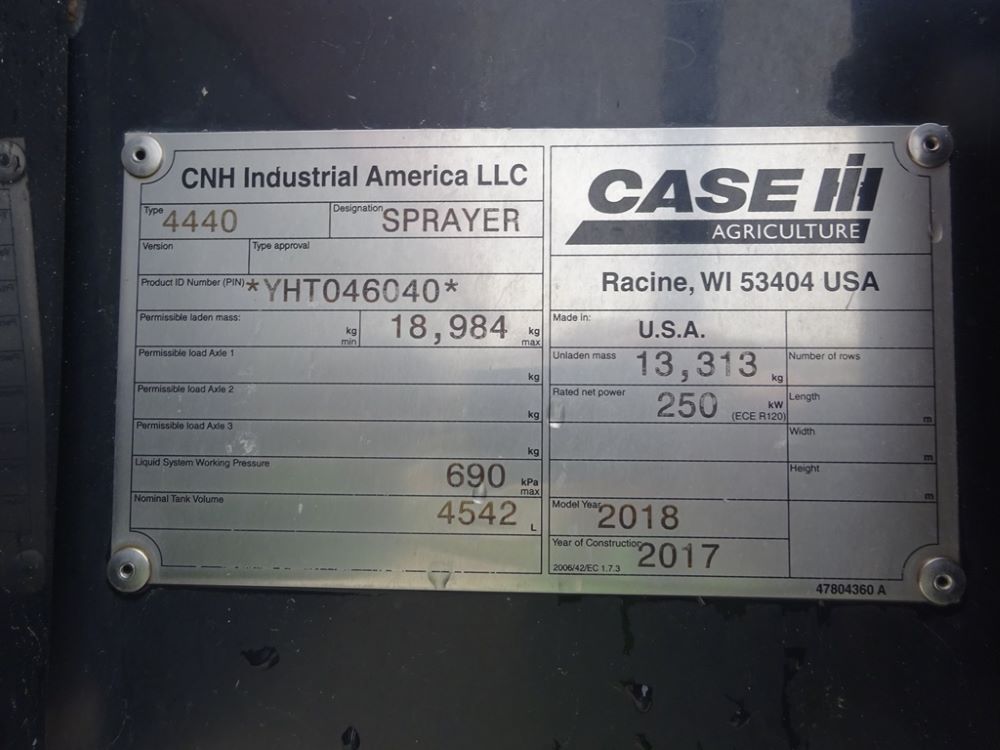 CNH Industrial America LLC
Type 4440 Designation SPRAYER
Version Type approval
Product ID Number (PIN) *YHT046040*
Permissible laden mass: kg min 18,984 kg max
Permissible load Axle 1 kg
Permissible load Axle 2 kg
Permissible load Axle 3 kg
Liquid System Working Pressure 690 kPa max
Nominal Tank Volume 4542 L
CASE IH
AGRICULTURE
Racine, WI 53404 USA
Made in: U.S.A.
Unladen mass 13,313 kg Number of rows
Rated net power 250 kW (ECE R120) Length m
Width m
Height m
Model Year 2018
Year of Construction 2017
2006/42/EC 1.7.3
47804360 A